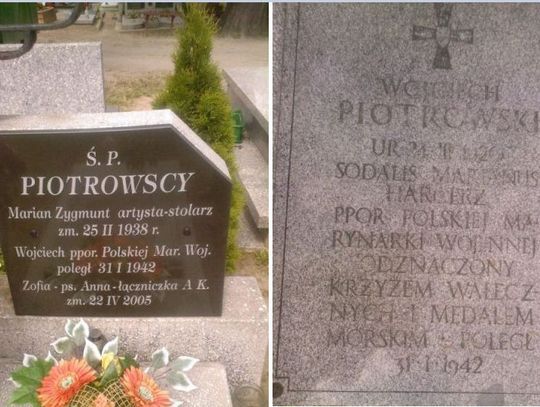 Ś. P.
PIOTROWSCY
Marian Zygmunt artysta-stolarz
zm. 25 II 1938 r.
Wojciech ppor. Polskiej Mar. Woj.
poległ 31 I 1942
Zofia - ps. Anna-łączniczka A K.
zm. 22 IV 2005
WOJCIECH
PIOTROWSKI
UR.
SODALIS MARIANUS
HARCERZ
PPOR POLSKIEJ MA
RYNARKI WOJENNEJ
ODZNACZONY
KRZYŻEM WALECZ
NYCH I MEDALEM
MORSKIM POLEGŁ
31 I 1942